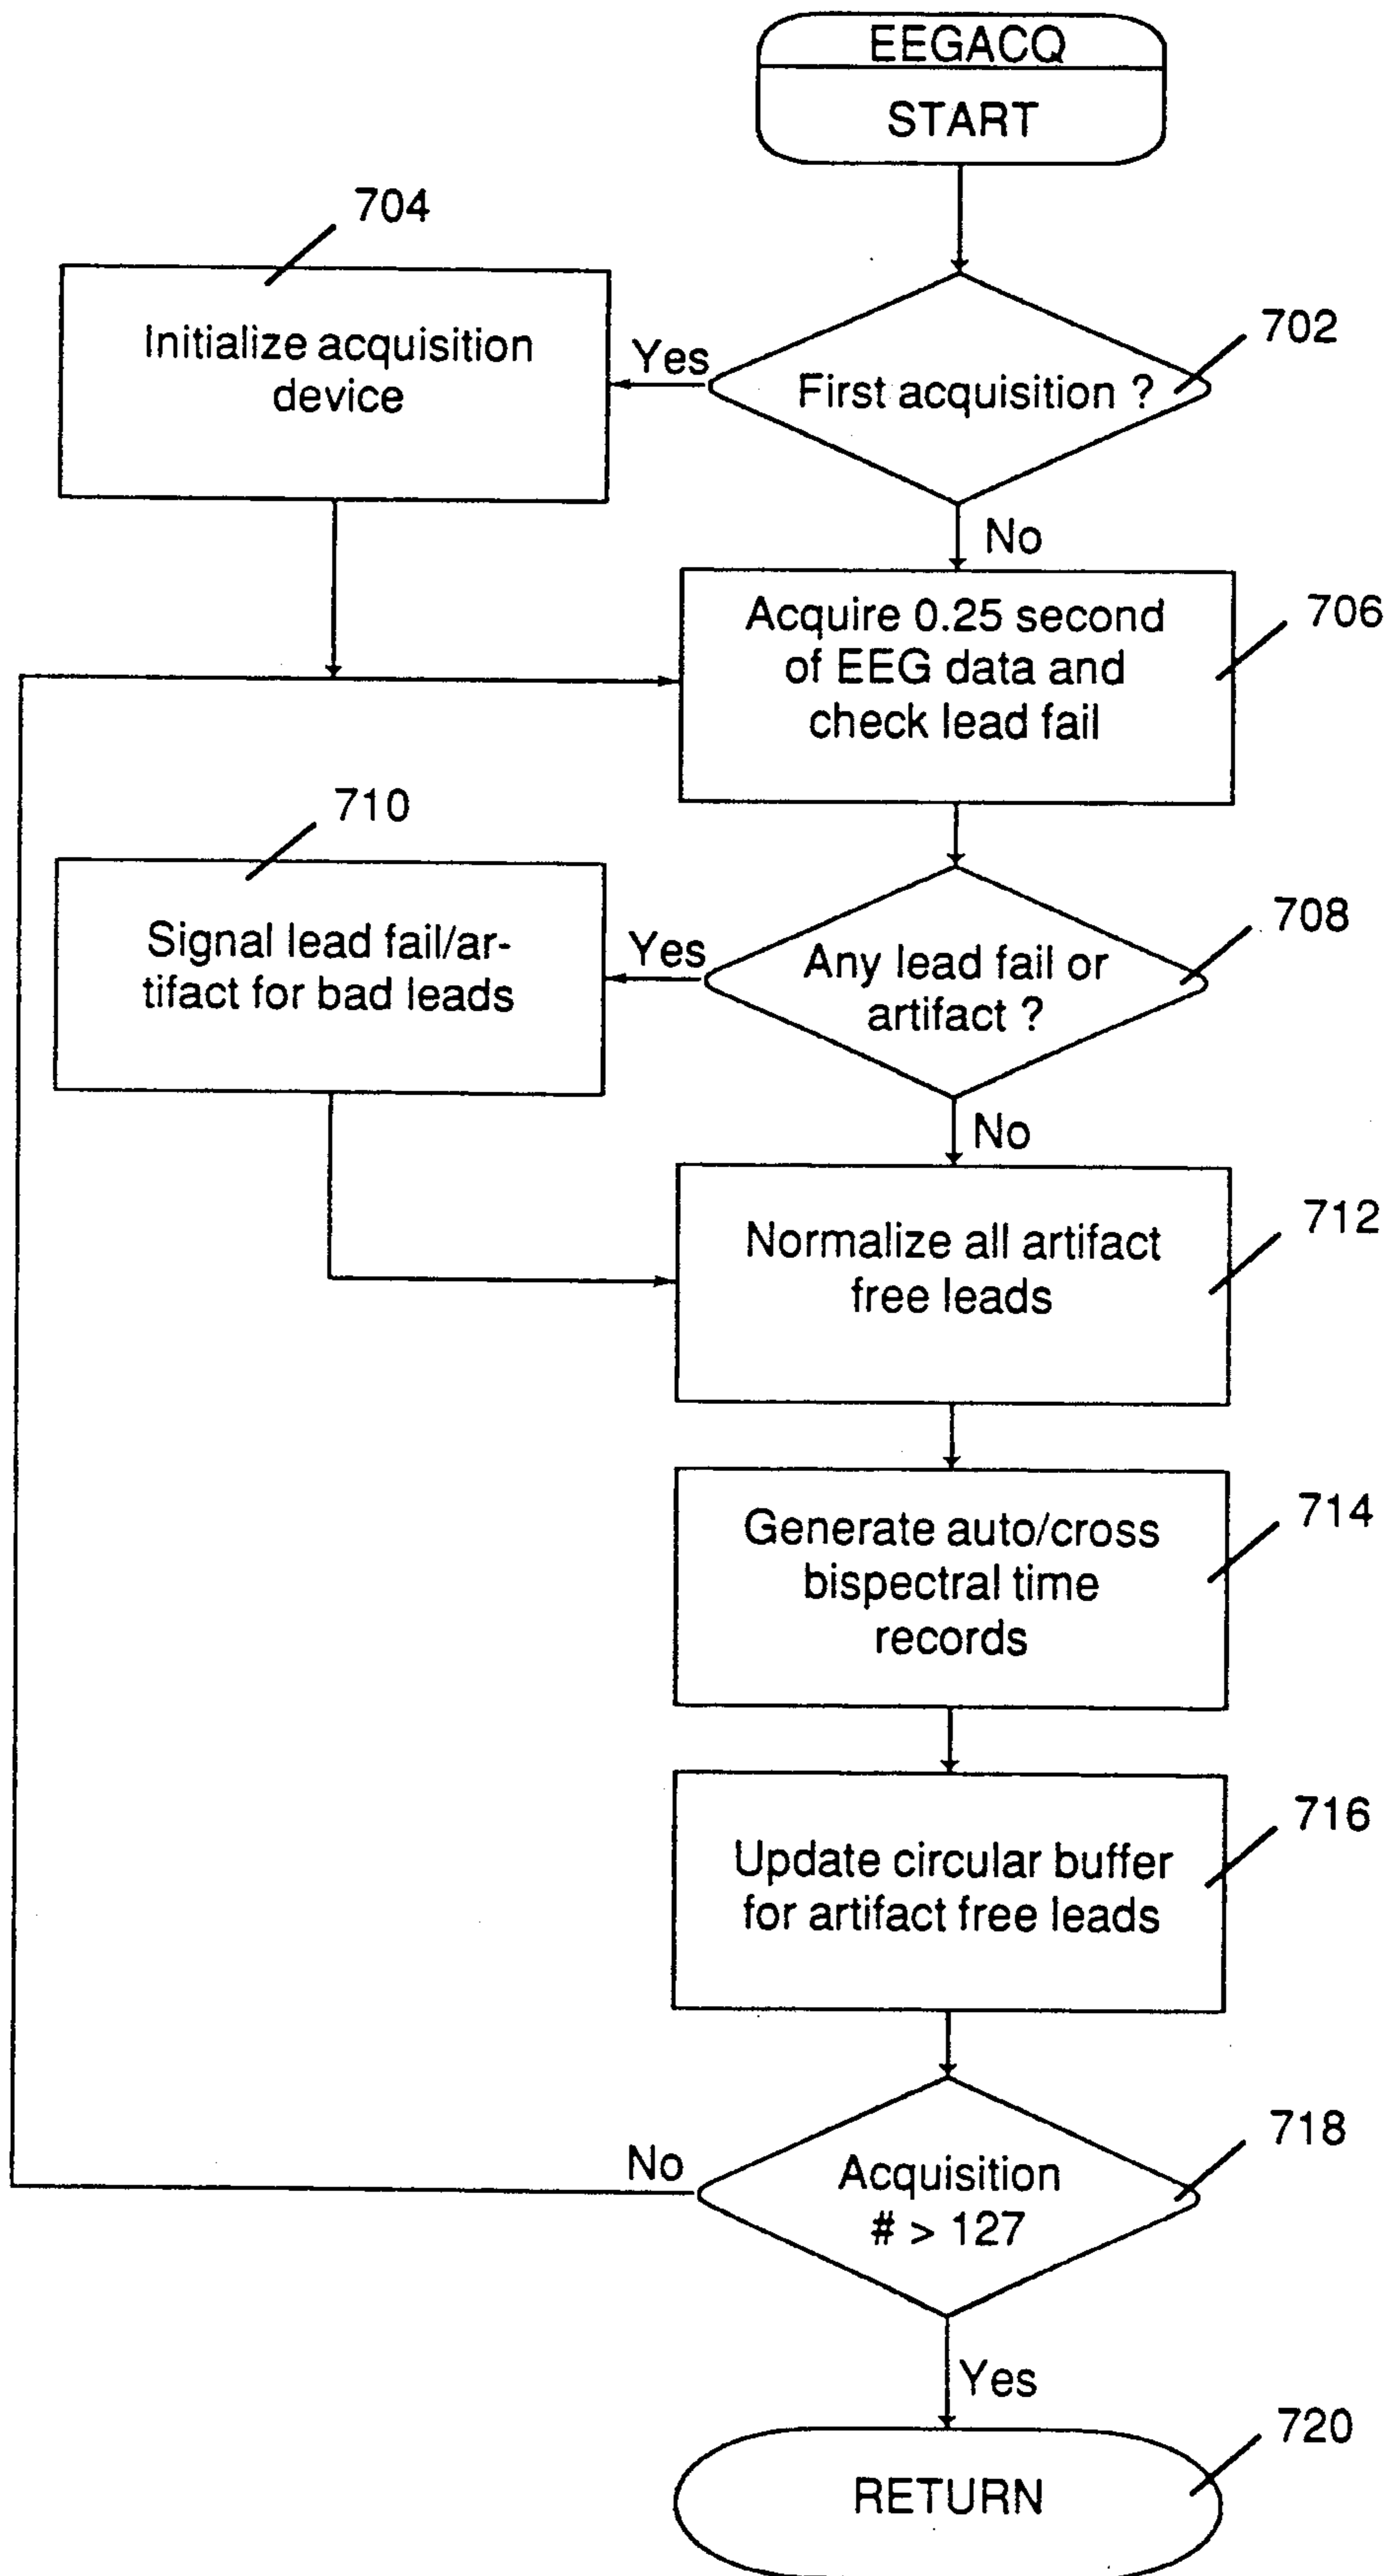 EEGACQ
START
704
Initialize acquisition
device
Yes
First acquisition ?
702
No
Acquire 0.25 second
of EEG data and
check lead fail
706
710
Signal lead fail/ar-
tifact for bad leads
Yes
Any lead fail or
artifact ?
708
No
Normalize all artifact
free leads
712
Generate auto/cross
bispectral time
records
714
Update circular buffer
for artifact free leads
716
No
Acquisition
# > 127
718
Yes
RETURN
720